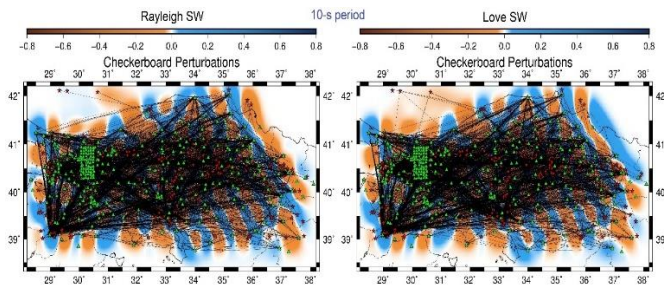 Rayleigh SW 10-s period Love SW
−0.8 −0.6 −0.4 −0.2 0.0 0.2 0.4 0.6 0.8 −0.8 −0.6 −0.4 −0.2 0.0 0.2 0.4 0.6 0.8
Checkerboard Perturbations Checkerboard Perturbations
29˚ 30˚ 31˚ 32˚ 33˚ 34˚ 35˚ 36˚ 37˚ 38˚ 29˚ 30˚ 31˚ 32˚ 33˚ 34˚ 35˚ 36˚ 37˚ 38˚
42˚ 42˚ 42˚
41˚ 41˚ 41˚
40˚ 40˚ 40˚
39˚ 39˚ 39˚
29˚ 30˚ 31˚ 32˚ 33˚ 34˚ 35˚ 36˚ 37˚ 38˚ 29˚ 30˚ 31˚ 32˚ 33˚ 34˚ 35˚ 36˚ 37˚ 38˚